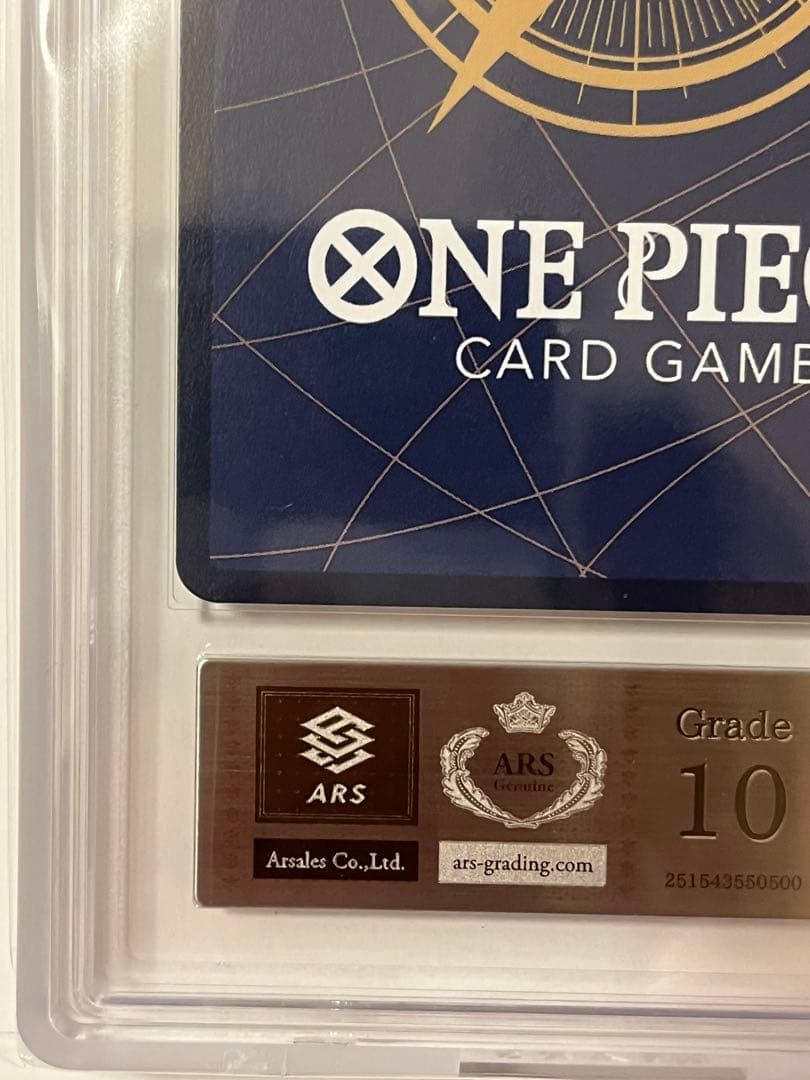 ONE PIEC
CARD GAME
ARS
Arsales Co.,Ltd.
ARS
Genuine
ars-grading.com
Grade
10
251543550500